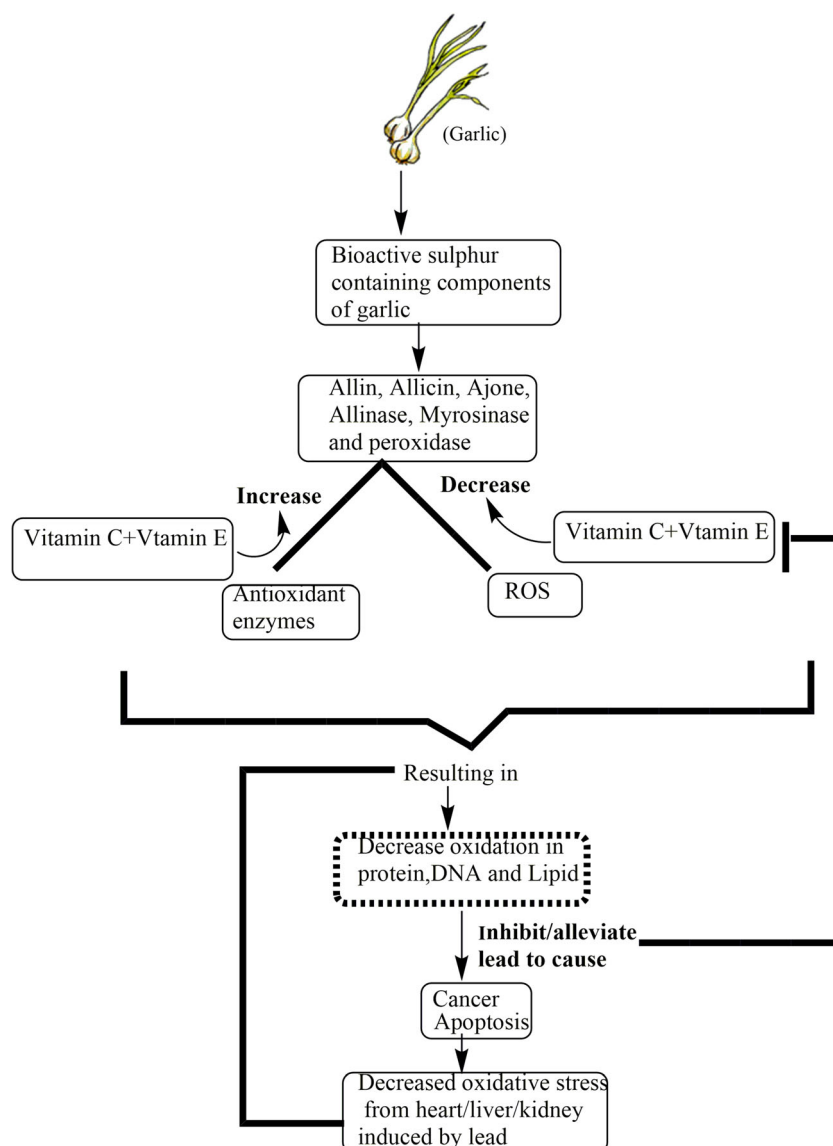 (Garlic)
Bioactive sulphur
containing components
of garlic
Allin, Allicin, Ajone,
Allinase, Myrosinase
and peroxidase
Increase
Decrease
Vitamin C+Vtamin E
Vitamin C+Vtamin E
Antioxidant
enzymes
ROS
Resulting in
Decrease oxidation in
protein,DNA and Lipid
Inhibit/alleviate
lead to cause
Cancer
Apoptosis
Decreased oxidative stress
from heart/liver/kidney
induced by lead